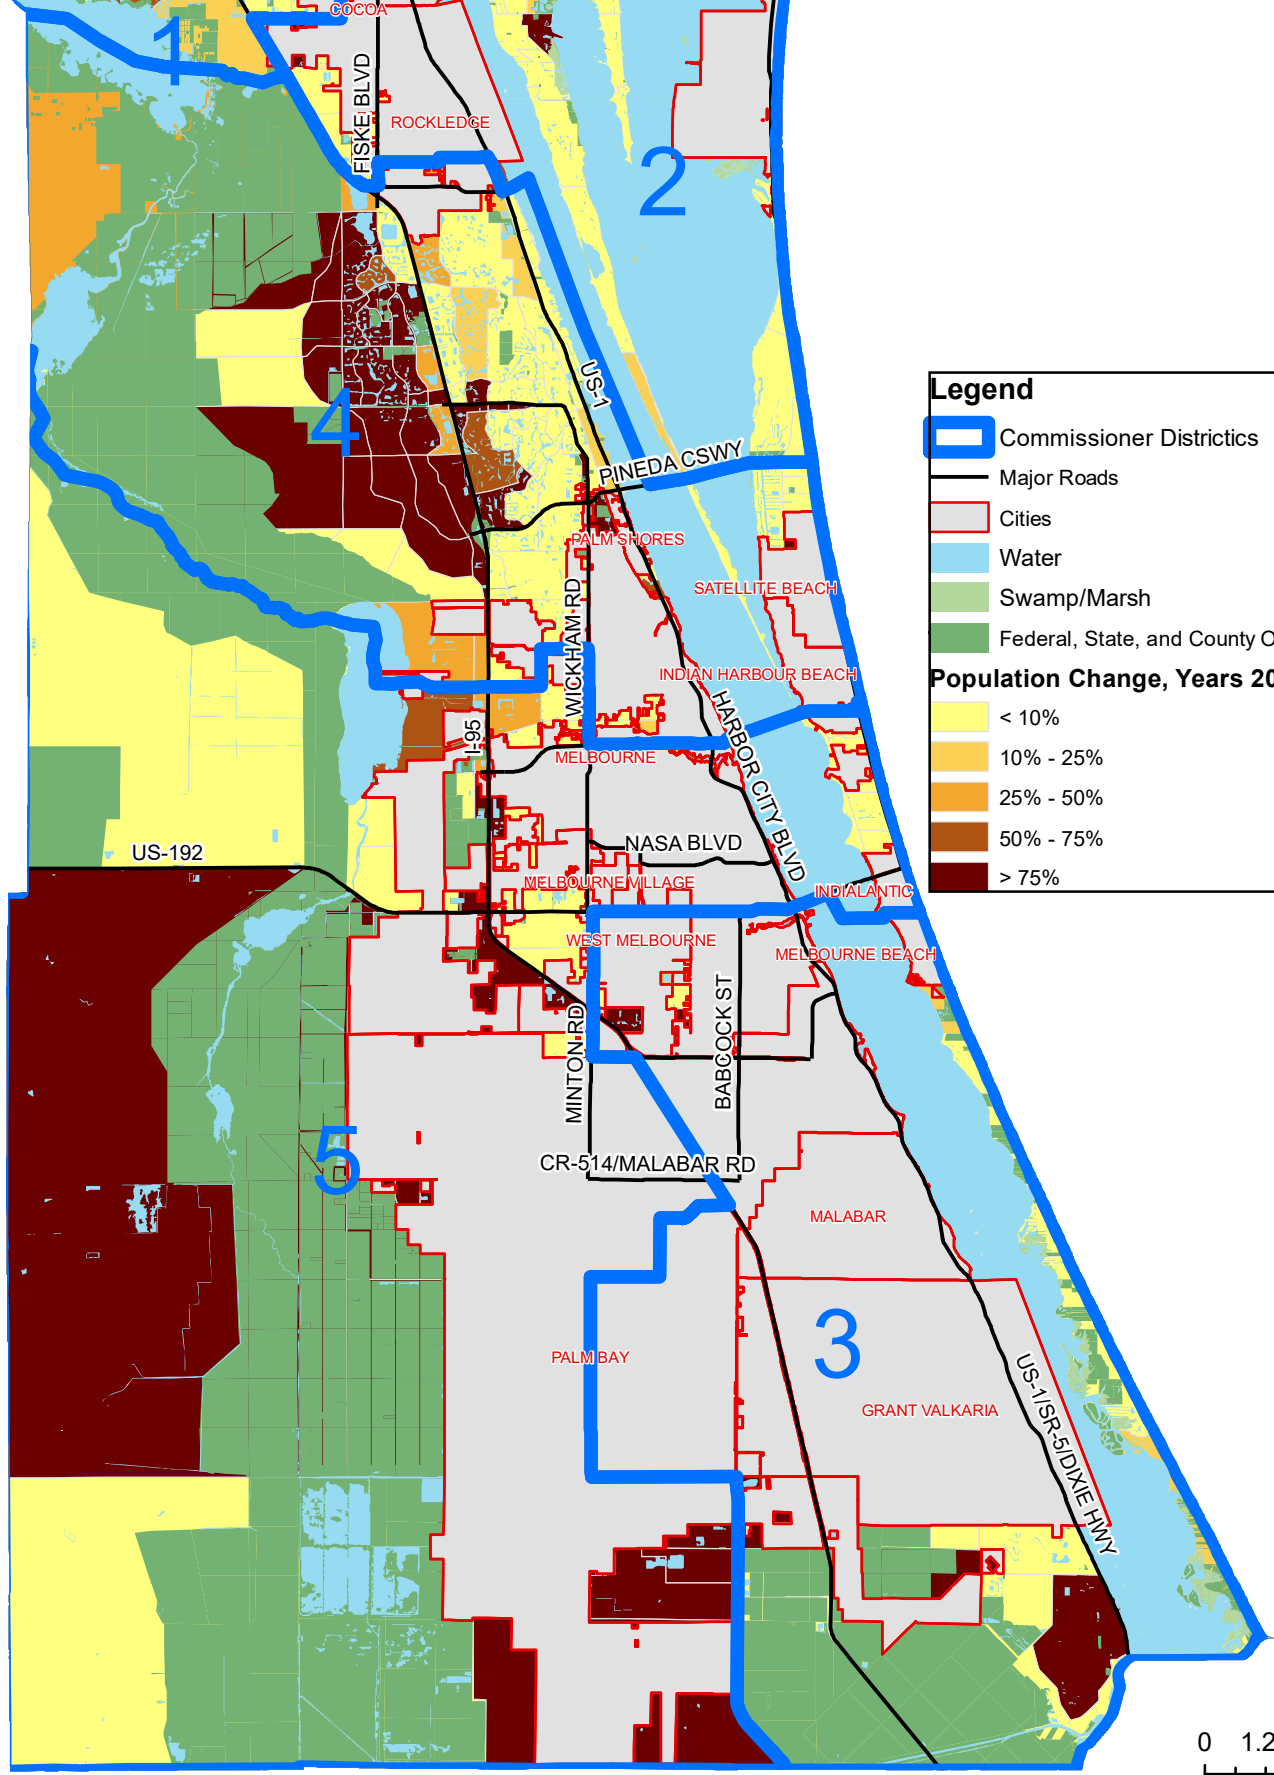 COCOA
1
FISKE BLVD
ROCKLEDGE
2
4
US-1
PINEDA CSWY
PALM SHORES
WICKHAM RD
SATELLITE BEACH
INDIAN HARBOUR BEACH
HARBOR CITY BLVD
I-95
MELBOURNE
NASA BLVD
US-192
MELBOURNE VILLAGE
INDIALANTIC
WEST MELBOURNE
MELBOURNE BEACH
MINTON RD
BABCOCK ST
5
CR-514/MALABAR RD
MALABAR
3
PALM BAY
GRANT VALKARIA
US-1/SR-5/DIXIE HWY
Legend
Commissioner Districtics
Major Roads
Cities
Water
Swamp/Marsh
Federal, State, and County O
Population Change, Years 20
< 10%
10% - 25%
25% - 50%
50% - 75%
> 75%
0 1.2